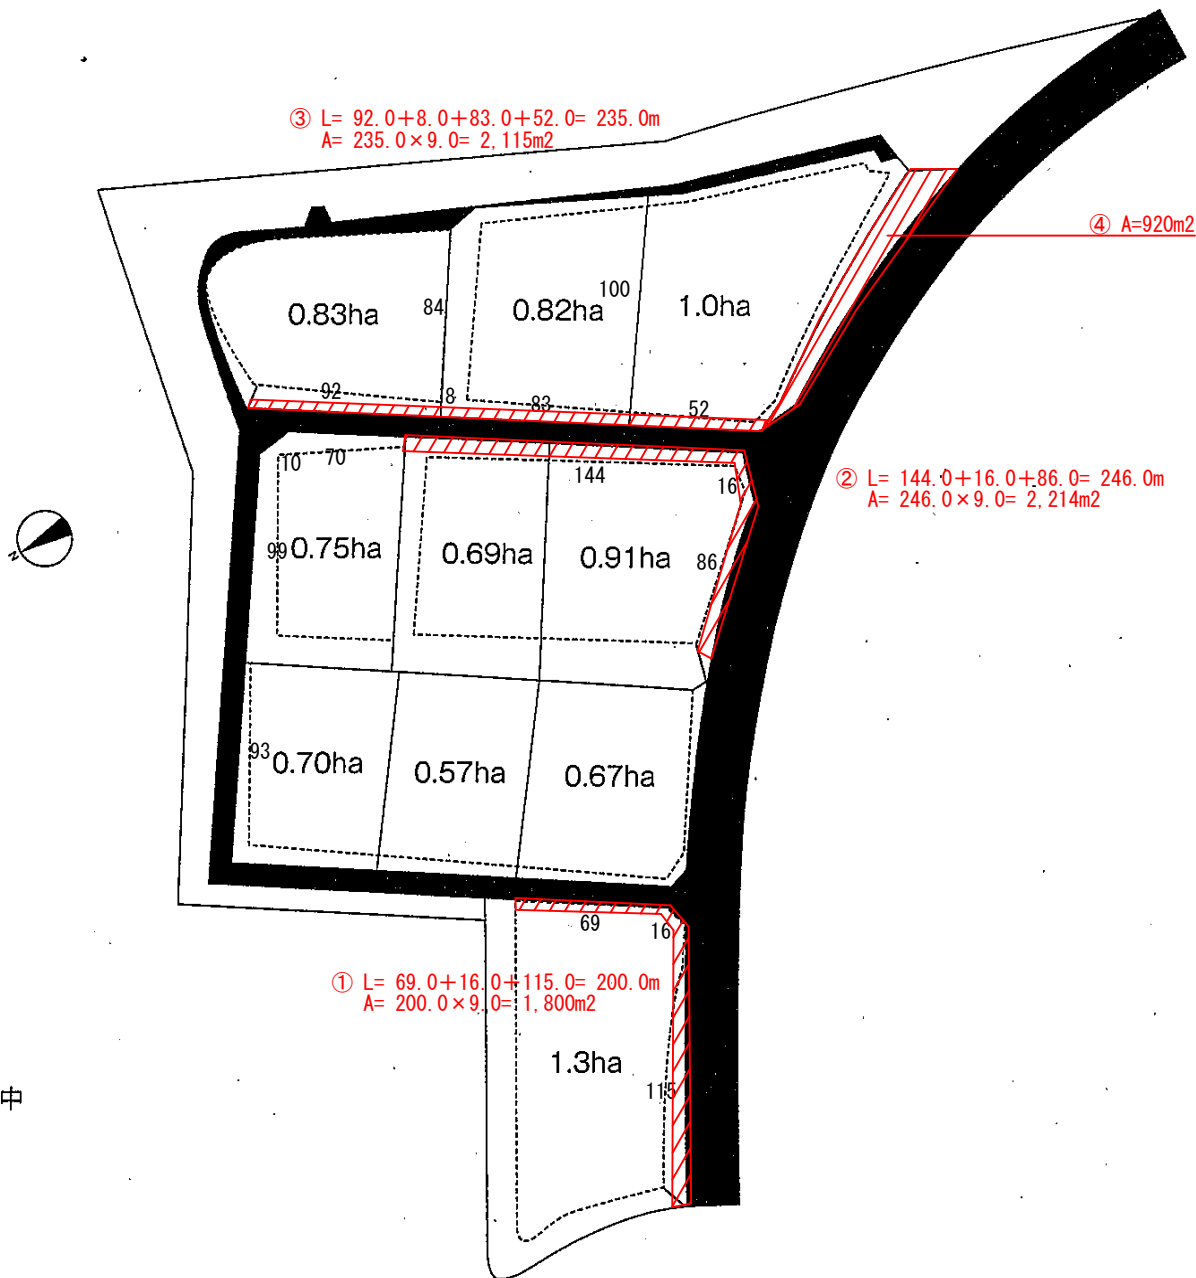 ③ L= 92.0+8.0+83.0+52.0= 235.0m
A= 235.0×9.0= 2,115m2
④ A=920m2
0.83ha
84
0.82ha
100
1.0ha
92
8
83
52
10
70
144
16
② L= 144.0+16.0+86.0= 246.0m
A= 246.0×9.0= 2,214m2
99
0.75ha
0.69ha
0.91ha
86
N
93
0.70ha
0.57ha
0.67ha
69
16
① L= 69.0+16.0+115.0= 200.0m
A= 200.0×9.0= 1,800m2
1.3ha
115
中